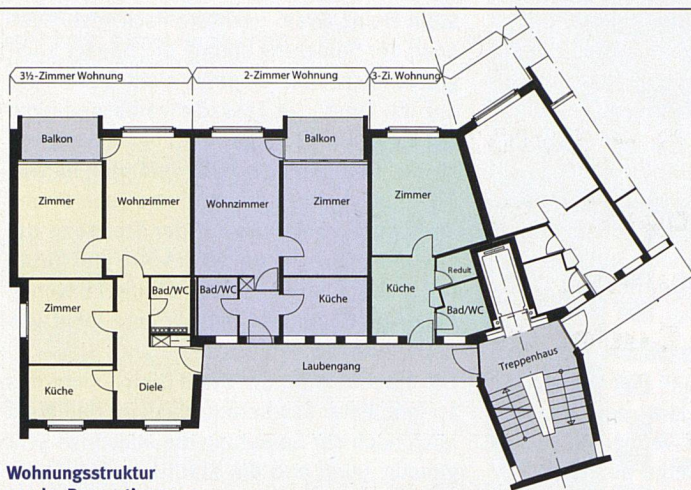 3½-Zimmer Wohnung
2-Zimmer Wohnung
3-Zi. Wohnung
Balkon
Balkon
Zimmer
Wohnzimmer
Wohnzimmer
Zimmer
Zimmer
Reduit
Bad/WC
Bad/WC
Küche
Küche
Bad/WC
Zimmer
Treppenhaus
Laubengang
Küche
Diele
Wohnungsstruktur